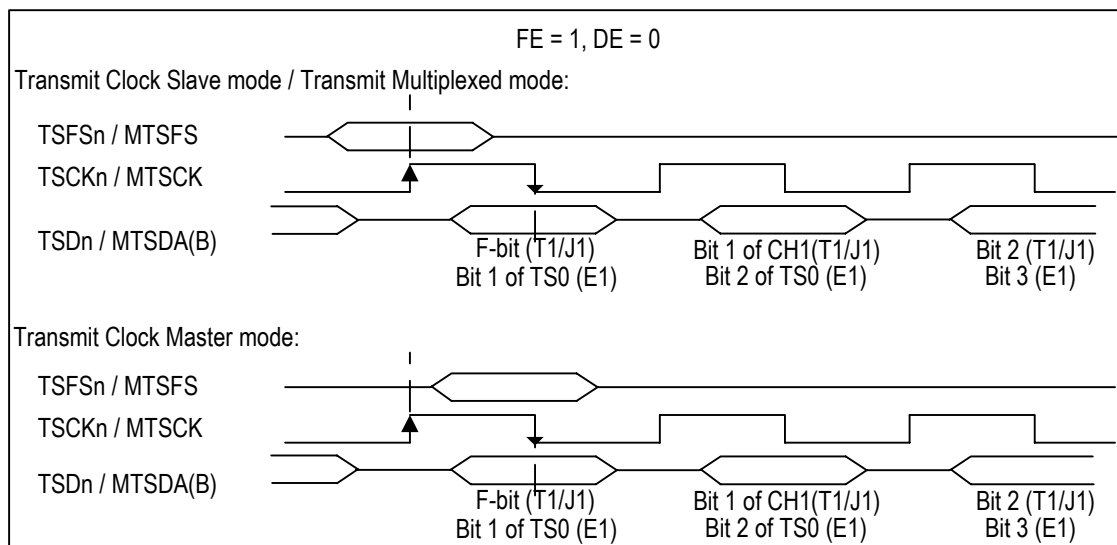 FE = 1, DE = 0
Transmit Clock Slave mode / Transmit Multiplexed mode:
TSFSn / MTSFS
TSCKn / MTSCK
TSDn / MTSDA(B)
F-bit (T1/J1)
Bit 1 of TS0 (E1)
Bit 1 of CH1(T1/J1)
Bit 2 of TS0 (E1)
Bit 2 (T1/J1)
Bit 3 (E1)
Transmit Clock Master mode:
TSFSn / MTSFS
TSCKn / MTSCK
TSDn / MTSDA(B)
F-bit (T1/J1)
Bit 1 of TS0 (E1)
Bit 1 of CH1(T1/J1)
Bit 2 of TS0 (E1)
Bit 2 (T1/J1)
Bit 3 (E1)